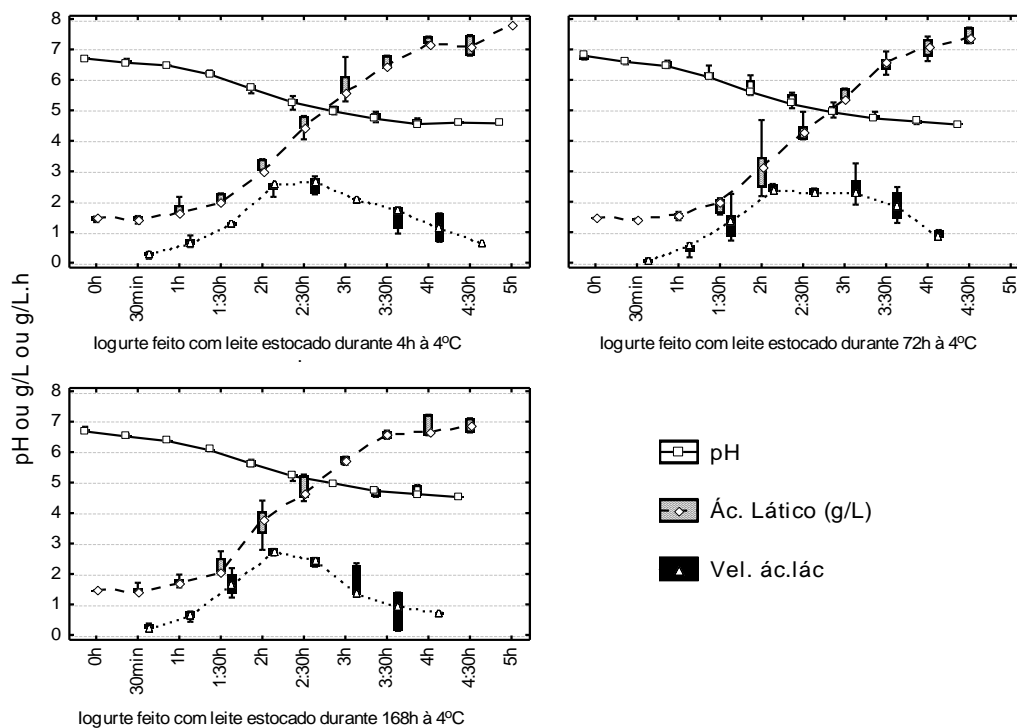 pH ou g/L ou g/L.h
8
7
6
5
4
3
2
1
0
0h
30min
1h
1:30h
2h
2:30h
3h
3:30h
4h
4:30h
5h
Iogurte feito com leite estocado durante 4h à 4ºC
8
7
6
5
4
3
2
1
0
0h
30min
1h
1:30h
2h
2:30h
3h
3:30h
4h
4:30h
5h
Iogurte feito com leite estocado durante 72h à 4ºC
8
7
6
5
4
3
2
1
0
0h
30min
1h
1:30h
2h
2:30h
3h
3:30h
4h
4:30h
5h
Iogurte feito com leite estocado durante 168h à 4ºC
pH
Ác. Lático (g/L)
Vel. ác.lác